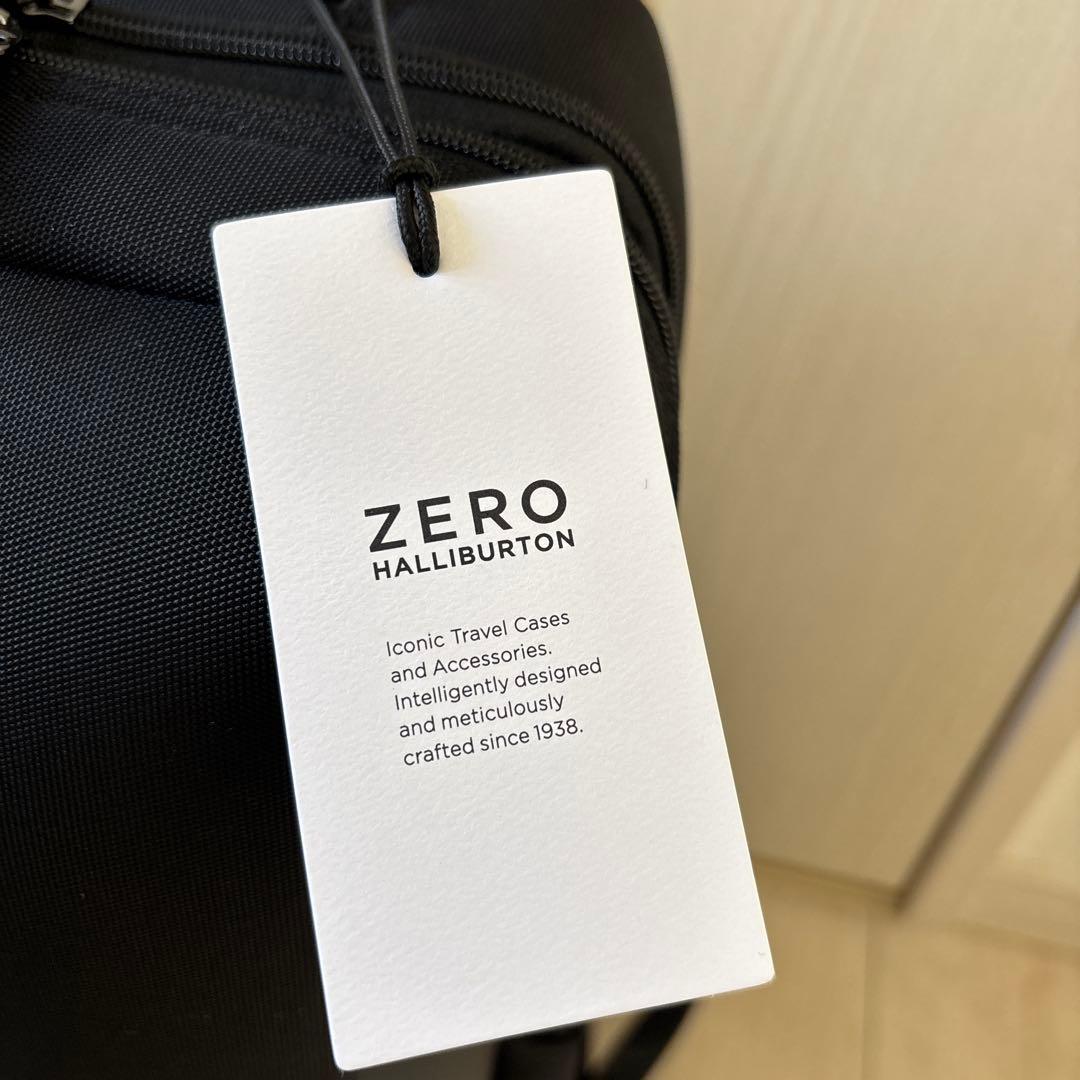 ZERO
HALLIBURTON
Iconic Travel Cases
and Accessories.
Intelligently designed
and meticulously
crafted since 1938.